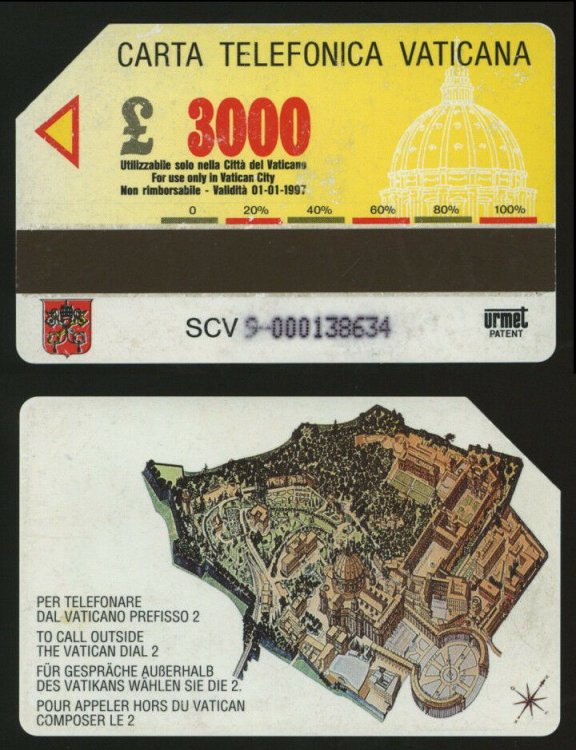 CARTA TELEFONICA VATICANA
£ 3000
Utilizzabile solo nella Città del Vaticano
For use only in Vatican City
Non rimborsabile - Validità 01-01-1997
0 20% 40% 60% 80% 100%
SCV 9-000138634
urmet
PATENT
PER TELEFONARE
DAL VATICANO PREFISSO 2
TO CALL OUTSIDE
THE VATICAN DIAL 2
FÜR GESPRÄCHE AUßERHALB
DES VATIKANS WÄHLEN SIE DIE 2.
POUR APPELER HORS DU VATICAN
COMPOSER LE 2